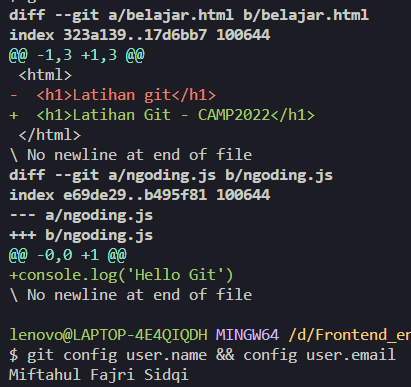 diff --git a/belajar.html b/belajar.html
index 323a139..17d6bb7 100644
@@ -1,3 +1,3 @@
 <html>
-  <h1>Latihan git</h1>
+  <h1>Latihan Git - CAMP2022</h1>
 </html>
\ No newline at end of file
diff --git a/ngoding.js b/ngoding.js
index e69de29..b495f81 100644
--- a/ngoding.js
+++ b/ngoding.js
@@ -0,0 +1 @@
+console.log('Hello Git')
\ No newline at end of file
lenovo@LAPTOP-4E4QIQDH MINGW64 /d/Frontend_en
$ git config user.name && config user.email
Miftahul Fajri Sidqi